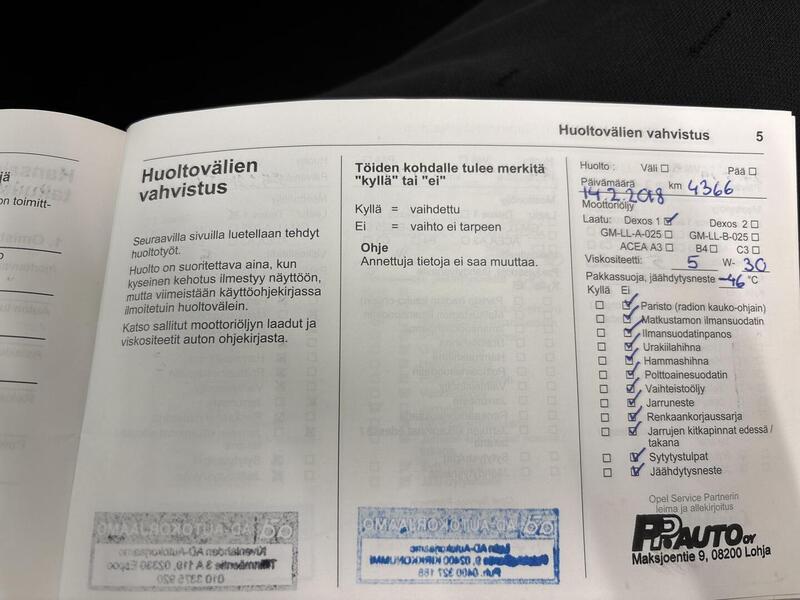 jä
on toimitt-
Huoltovälien vahvistus 5
Huoltovälien
vahvistus
Seuraavilla sivuilla luetellaan tehdyt
huoltotyöt.
Huolto on suoritettava aina, kun
kyseinen kehotus ilmestyy näyttöön,
mutta viimeistään käyttöohjekirjassa
ilmoitetuin huoltovälein.
Katso sallitut moottoriöljyn laadut ja
viskositeetit auton ohjekirjasta.
Töiden kohdalle tulee merkitä
"kyllä" tai "ei"
Kyllä = vaihdettu
Ei = vaihto ei tarpeen
Ohje
Annettuja tietoja ei saa muuttaa.
Huolto : Väli Pää
Päivämäärä km 4366
14.2.2018
Moottoriöljy
Laatu: Dexos 1 Dexos 2
GM-LL-A-025 GM-LL-B-025
ACEA A3 B4 C3
Viskositeetti: 5 W- 30
Pakkassuoja, jäähdytysneste -46 °C
Kyllä Ei
Paristo (radion kauko-ohjain)
Matkustamon ilmansuodatin
Ilmansuodatinpanos
Urakiilahihna
Hammashihna
Polttoainesuodatin
Vaihteistoöljy
Jarruneste
Renkaankorjaussarja
Jarrujen kitkapinnat edessä /
takana
Sytytystulpat
Jäähdytysneste
Opel Service Partnerin
leima ja allekirjoitus
PR AUTO OY
Maksjoentie 9, 08200 Lohja